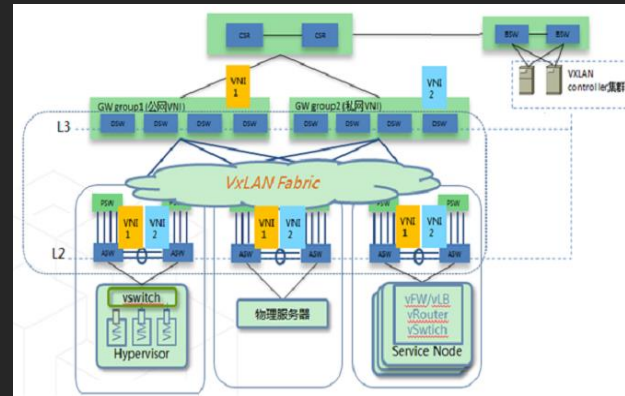 CSR
CSR
BSW
BSW
VNI
1
VNI
2
VXLAN
controller集群
GW group1 (公网VNI)
GW group2 (私网VNI)
L3
DSW
DSW
DSW
DSW
DSW
DSW
DSW
DSW
VxLAN Fabric
PSW
PSW
PSW
VNI
1
VNI
2
VNI
1
VNI
2
VNI
1
VNI
2
L2
ASW
ASW
ASW
ASW
ASW
ASW
vswitch
VM
VM
VM
Hypervisor
物理服务器
vFW/vLB
vRouter
vSwtich
Service Node